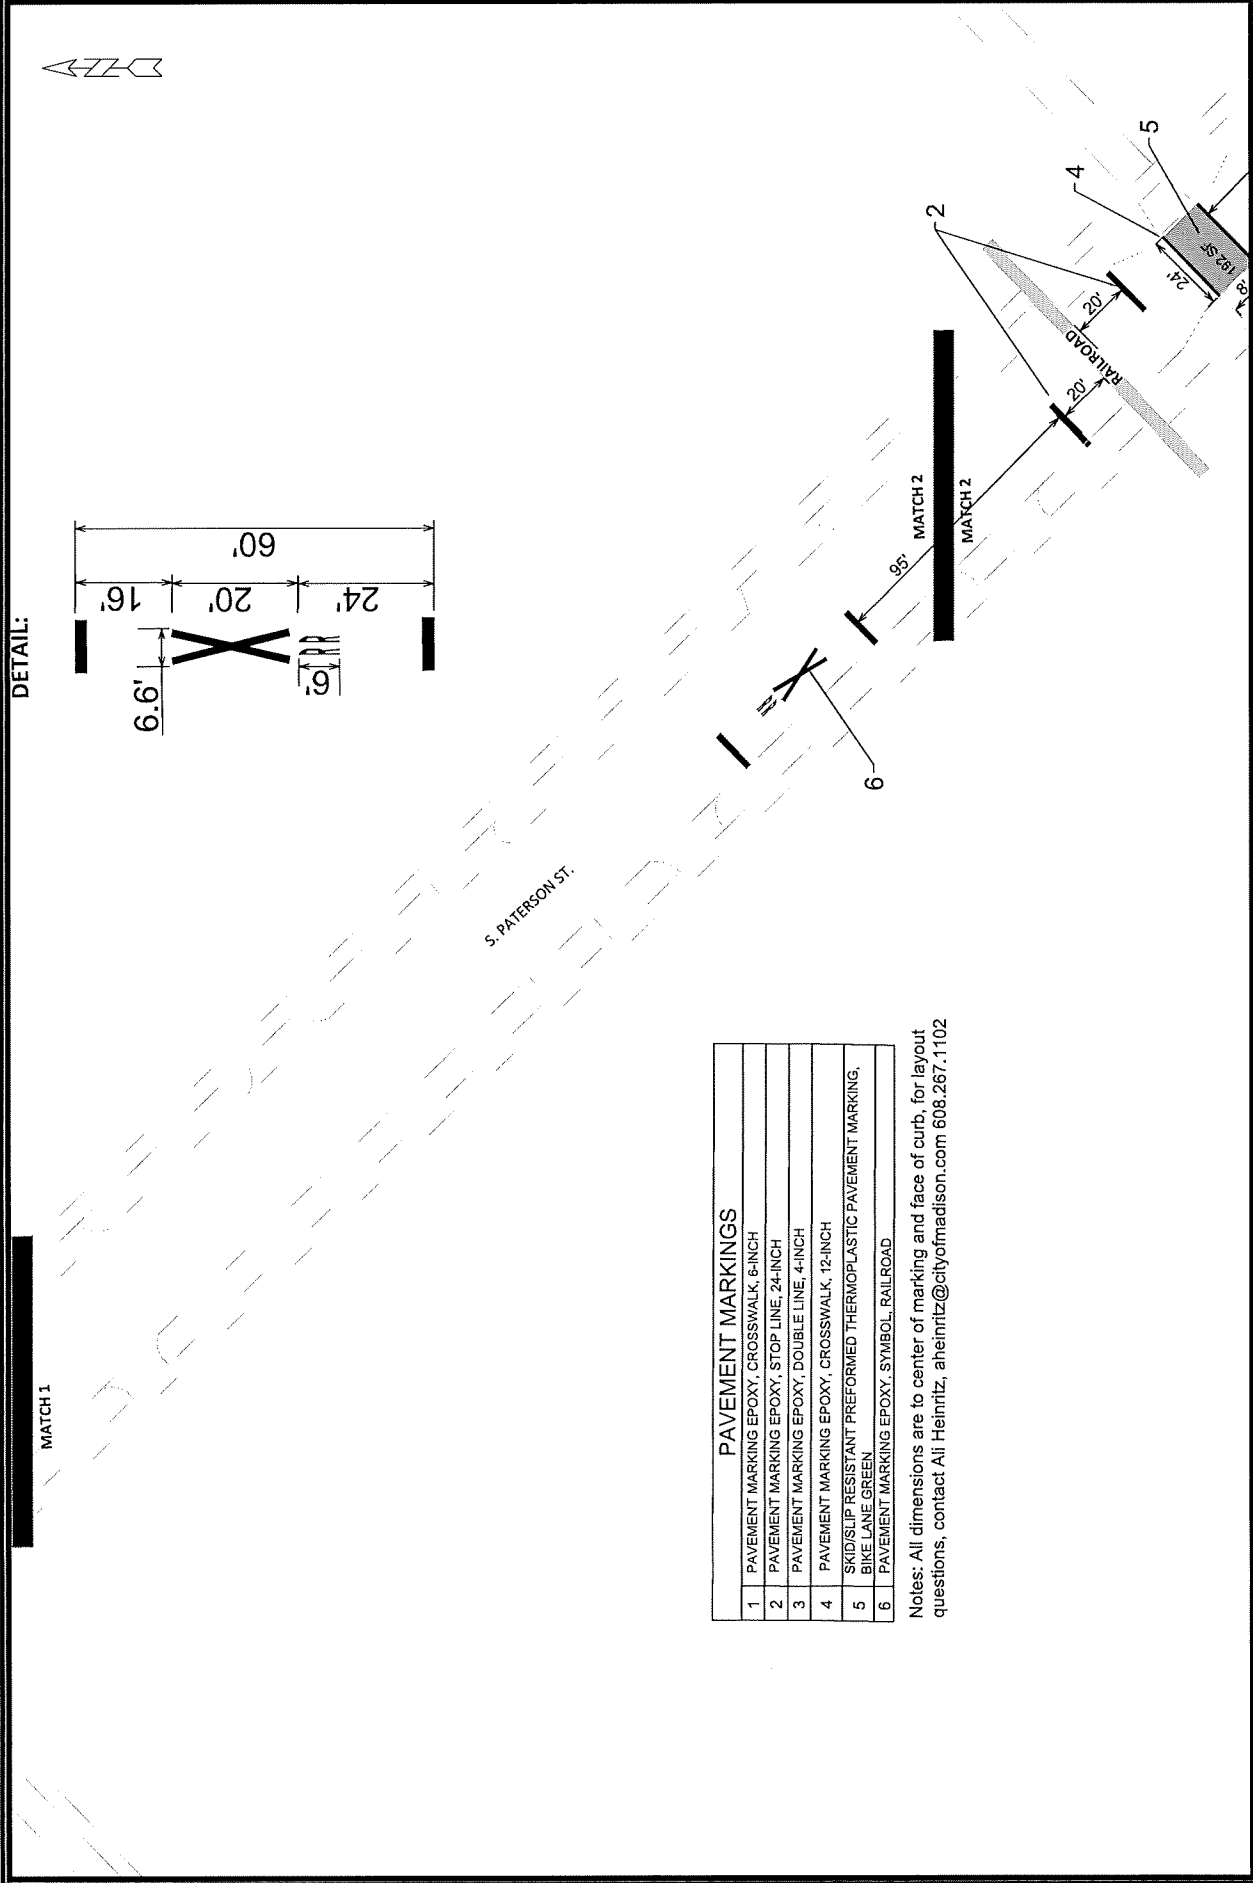 DETAIL:
6.6'
16'
20'
24'
60'
6'
RR
N
MATCH 1
S. PATERSON ST.
6
95'
MATCH 2
MATCH 2
2
20'
RAILROAD
20'
4
5
24'
192 SF
8'
PAVEMENT MARKINGS
1 PAVEMENT MARKING EPOXY, CROSSWALK, 6-INCH
2 PAVEMENT MARKING EPOXY, STOP LINE, 24-INCH
3 PAVEMENT MARKING EPOXY, DOUBLE LINE, 4-INCH
4 PAVEMENT MARKING EPOXY, CROSSWALK, 12-INCH
5 SKID/SLIP RESISTANT PREFORMED THERMOPLASTIC PAVEMENT MARKING,
BIKE LANE GREEN
6 PAVEMENT MARKING EPOXY, SYMBOL, RAILROAD
Notes: All dimensions are to center of marking and face of curb, for layout
questions, contact Ali Heinritz, aheinritz@cityofmadison.com 608.267.1102